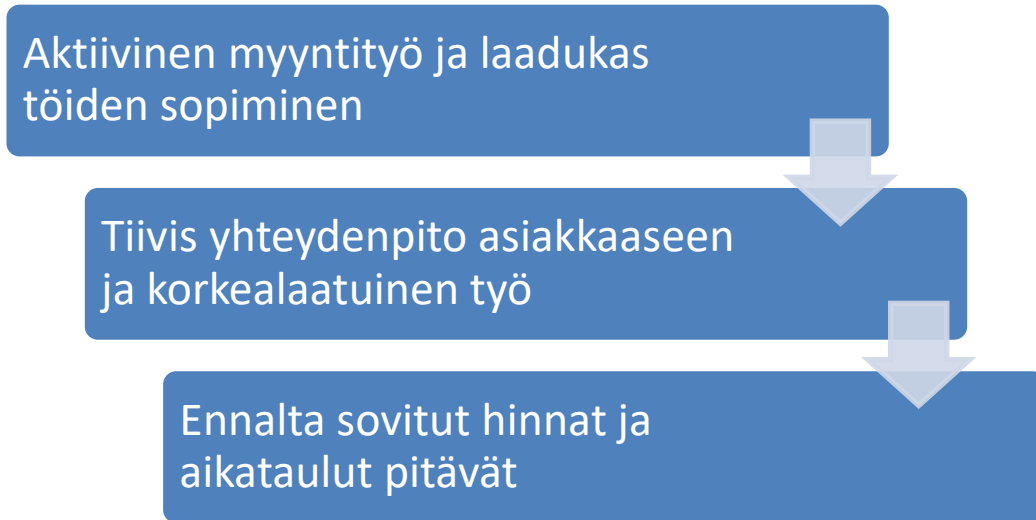 Aktiivinen myyntityö ja laadukas
töiden sopiminen
Tiivis yhteydenpito asiakkaaseen
ja korkealaatuinen työ
Ennalta sovitut hinnat ja
aikataulut pitävät